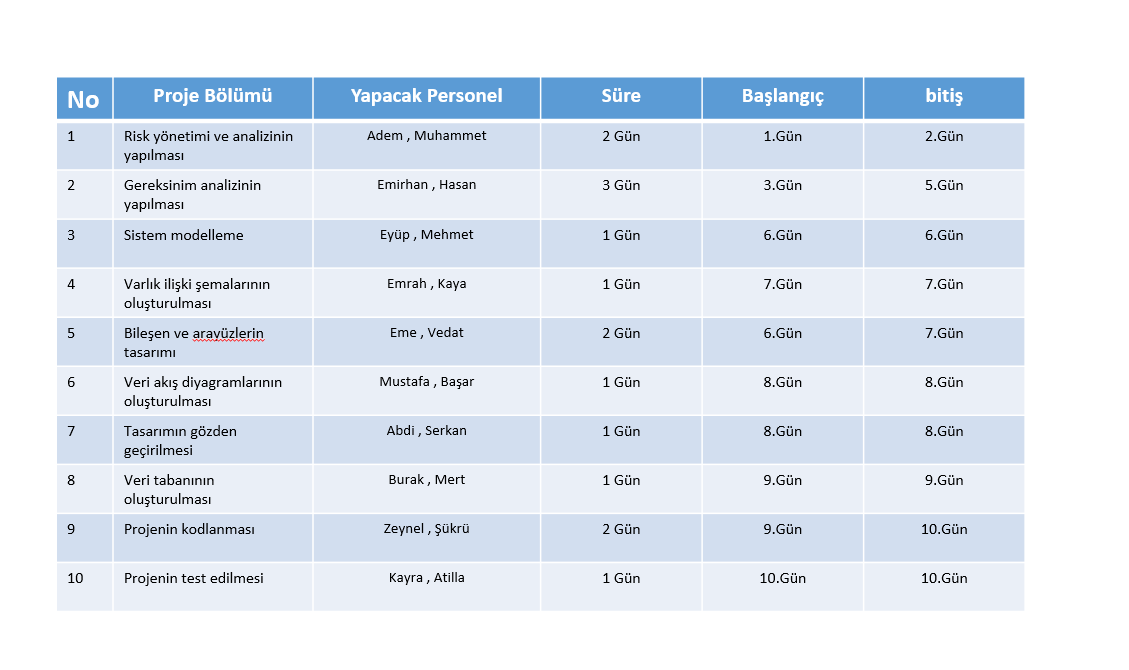 No Proje Bölümü Yapacak Personel Süre Başlangıç bitiş
1 Risk yönetimi ve analizinin Adem , Muhammet 2 Gün 1.Gün 2.Gün
yapılması
2 Gereksinim analizinin Emirhan , Hasan 3 Gün 3.Gün 5.Gün
yapılması
3 Sistem modelleme Eyüp , Mehmet 1 Gün 6.Gün 6.Gün
4 Varlık ilişki şemalarının Emrah , Kaya 1 Gün 7.Gün 7.Gün
oluşturulması
5 Bileşen ve arayüzlerin Eme , Vedat 2 Gün 6.Gün 7.Gün
tasarımı
6 Veri akış diyagramlarının Mustafa , Başar 1 Gün 8.Gün 8.Gün
oluşturulması
7 Tasarımın gözden Abdi , Serkan 1 Gün 8.Gün 8.Gün
geçirilmesi
8 Veri tabanının Burak , Mert 1 Gün 9.Gün 9.Gün
oluşturulması
9 Projenin kodlanması Zeynel , Şükrü 2 Gün 9.Gün 10.Gün
10 Projenin test edilmesi Kayra , Atilla 1 Gün 10.Gün 10.Gün